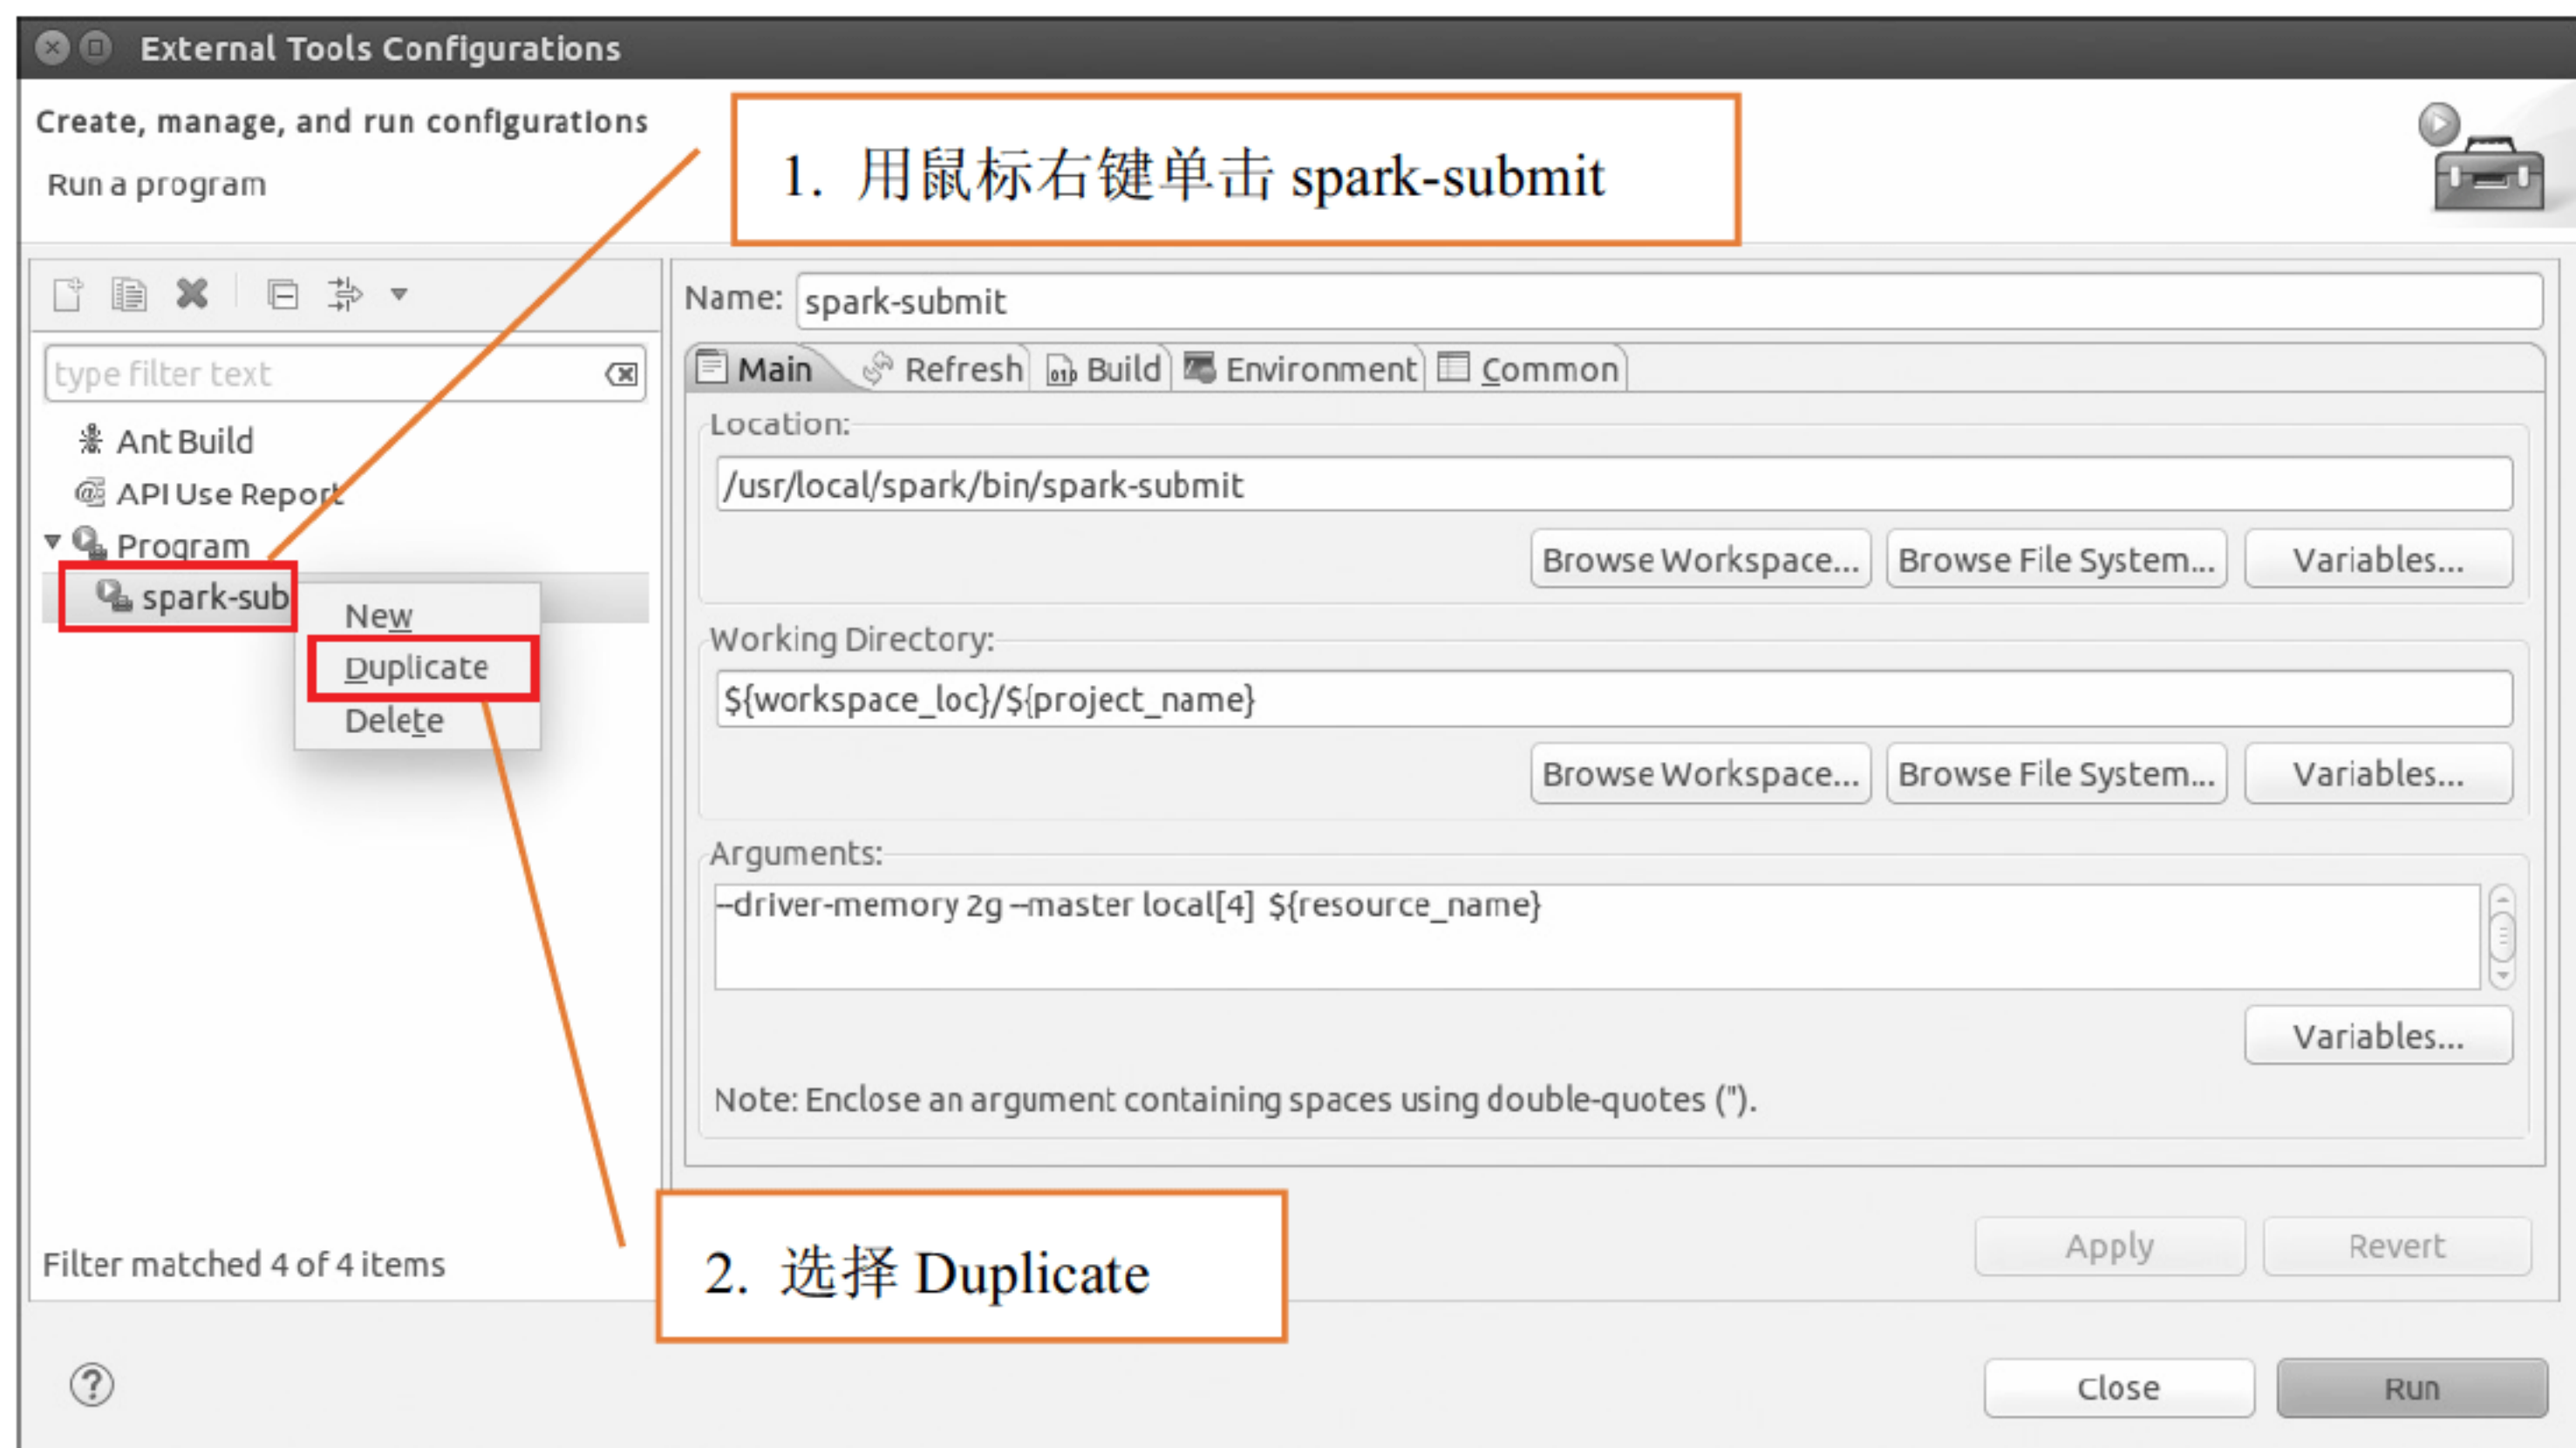 External Tools Configurations
Create, manage, and run configurations
Run a program
1. 用鼠标右键单击 spark-submit
Name: spark-submit
type filter text
Main Refresh Build Environment Common
Ant Build
API Use Report
Program
spark-sub
New
Duplicate
Delete
Location:
/usr/local/spark/bin/spark-submit
Browse Workspace... Browse File System... Variables...
Working Directory:
${workspace_loc}/${project_name}
Browse Workspace... Browse File System... Variables...
Arguments:
--driver-memory 2g --master local[4] ${resource_name}
Variables...
Note: Enclose an argument containing spaces using double-quotes (").
2. 选择 Duplicate
Filter matched 4 of 4 items
Apply Revert
Close Run